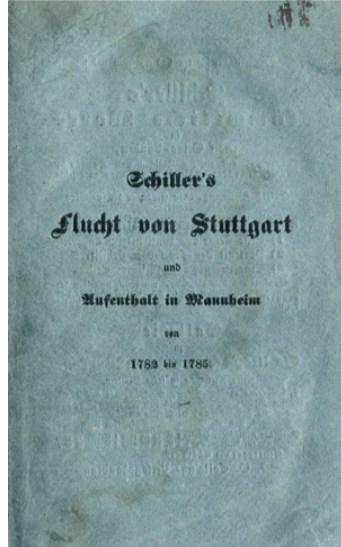 Schiller's
Flucht von Stuttgart
und
Aufenthalt in Mannheim
von
1782 bis 1785.